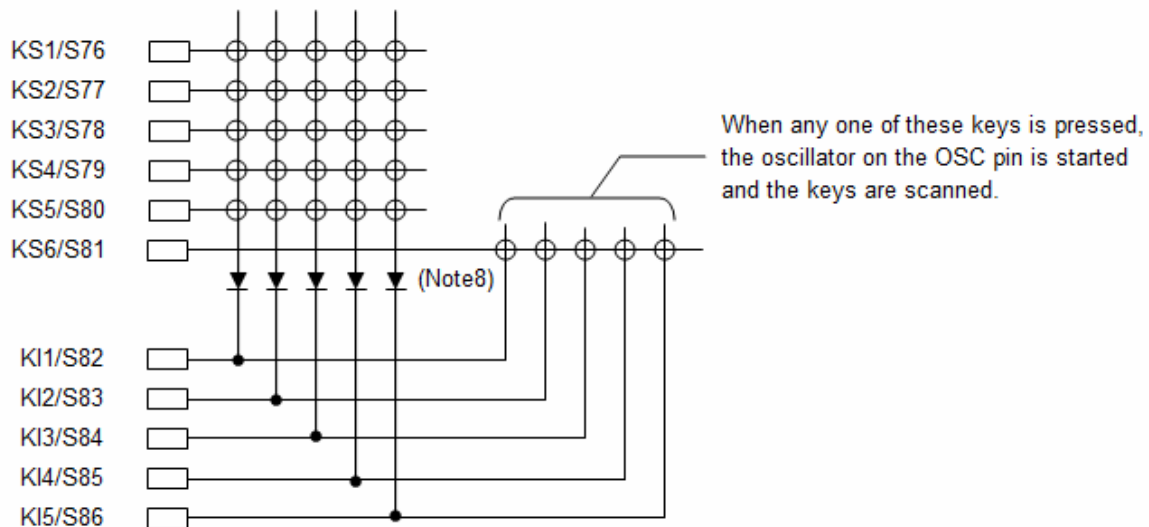 KS1/S76
KS2/S77
KS3/S78
KS4/S79
KS5/S80
KS6/S81
When any one of these keys is pressed,
the oscillator on the OSC pin is started
and the keys are scanned.
(Note8)
KI1/S82
KI2/S83
KI3/S84
KI4/S85
KI5/S86